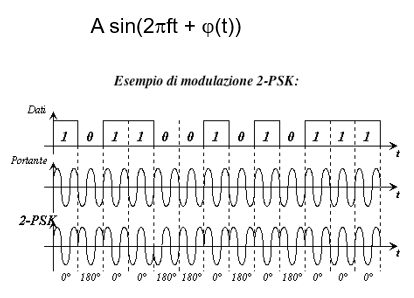 A sin(2πft + φ(t))
Esempio di modulazione 2-PSK:
Dati
1 0 1 1 0 0 1 0 1 0 1 1 1
t
Portante
t
2-PSK
t
0° 180° 0° 0° 180° 180° 0° 180° 0° 180° 0° 0° 0°